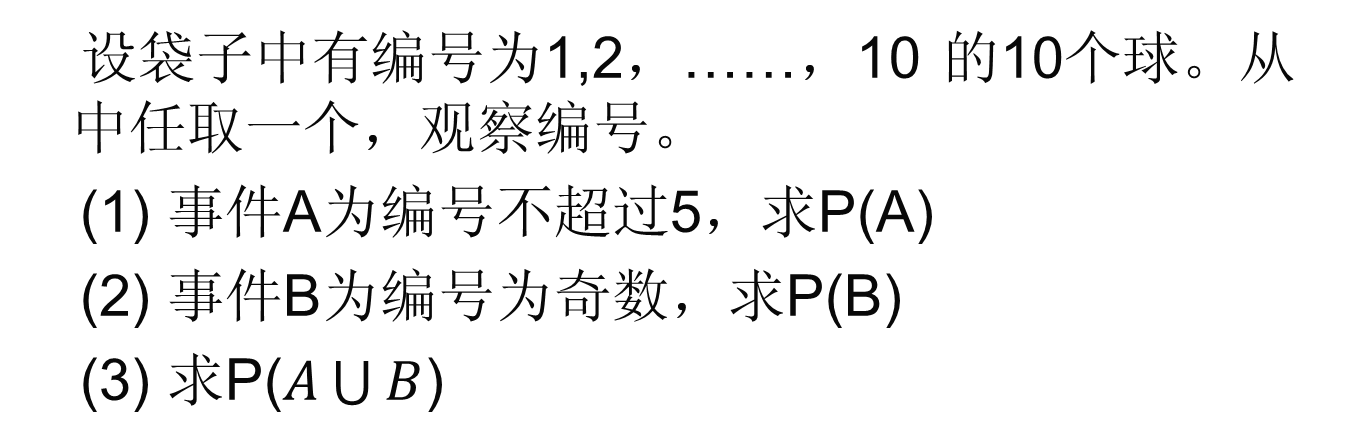 设袋子中有编号为1,2，……，10 的10个球。从
中任取一个，观察编号。
(1) 事件A为编号不超过5，求P(A)
(2) 事件B为编号为奇数，求P(B)
(3) 求P(A ∪ B)